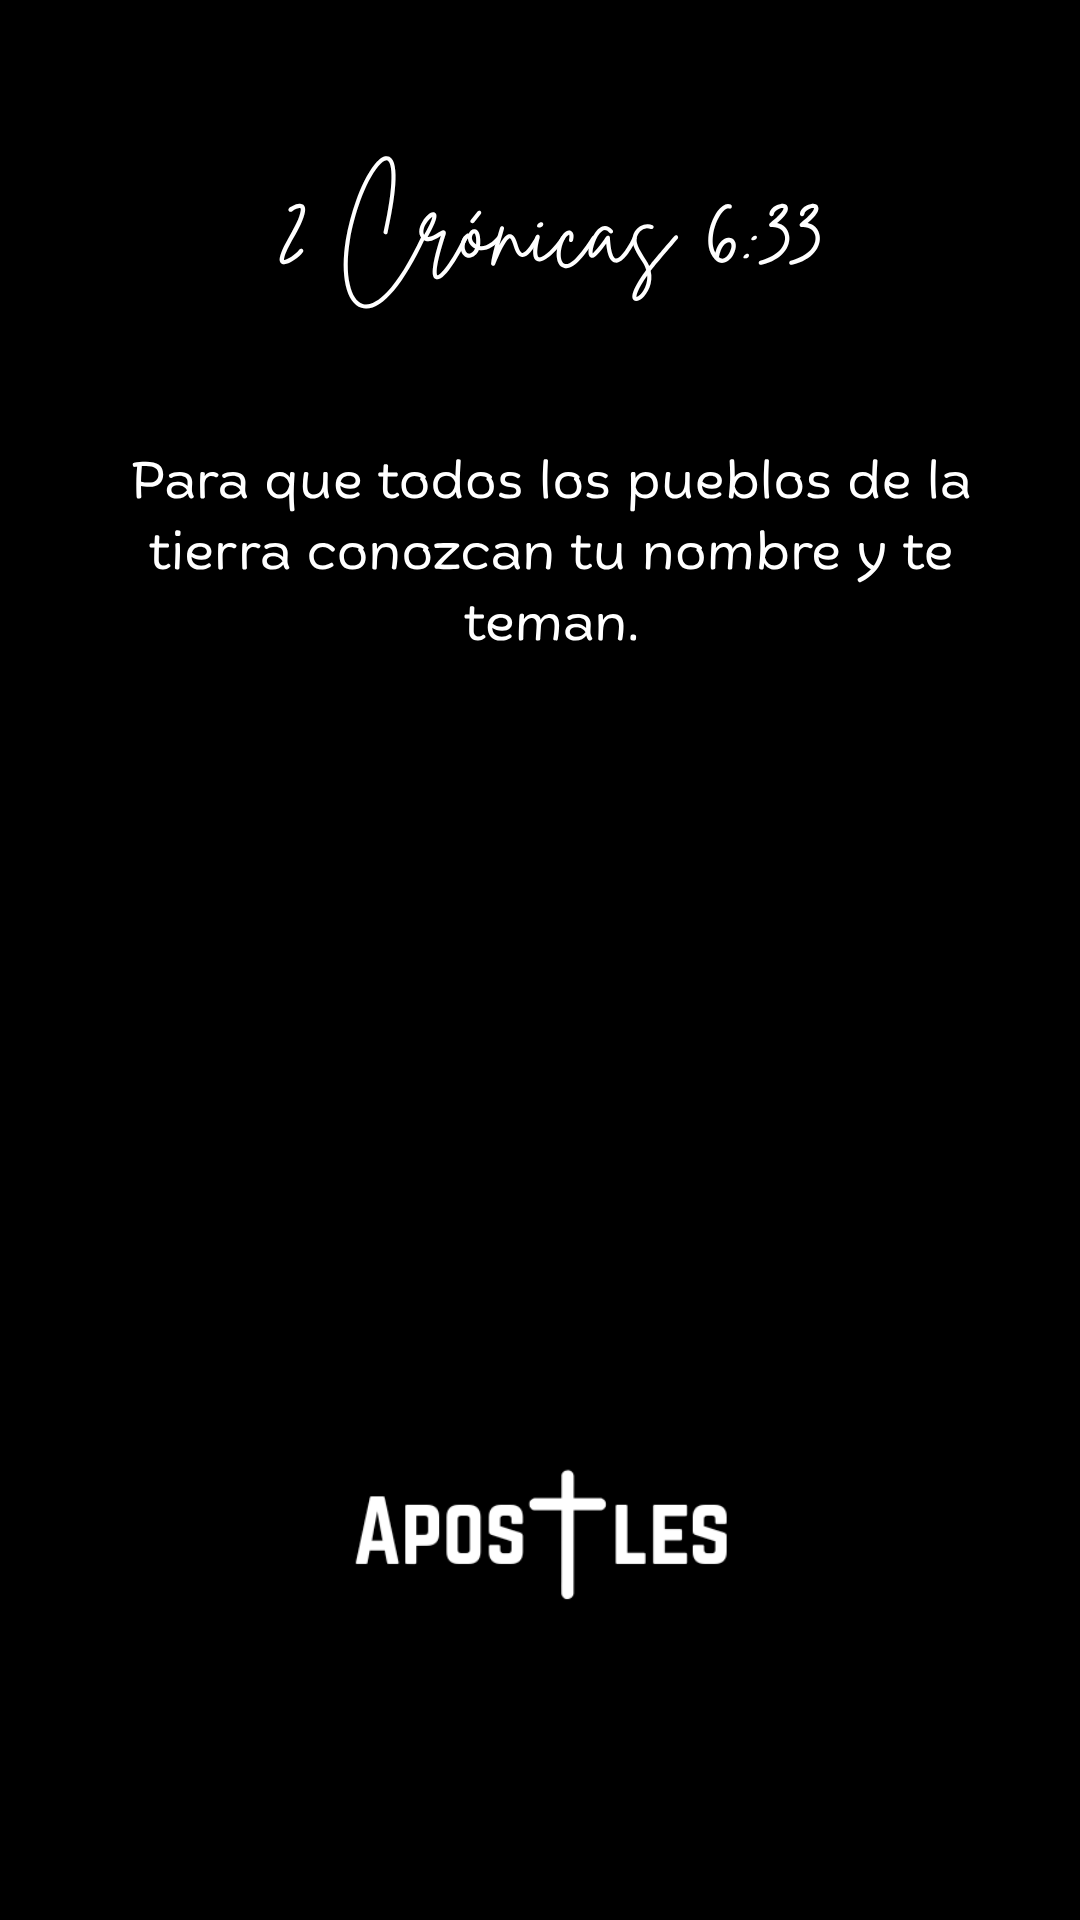 2 Crónicas 6:33
Para que todos los pueblos de la
tierra conozcan tu nombre y te
teman.
APOSTLES